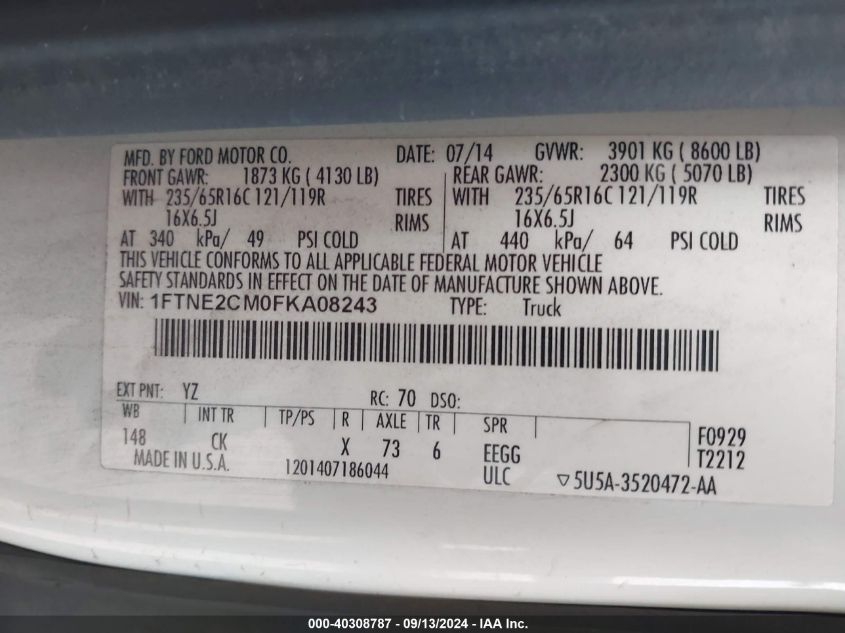 MFD. BY FORD MOTOR CO. DATE: 07/14 GVWR: 3901 KG ( 8600 LB)
FRONT GAWR: 1873 KG ( 4130 LB) REAR GAWR: 2300 KG ( 5070 LB)
WITH 235/65R16C 121/119R TIRES WITH 235/65R16C 121/119R TIRES
16X6.5J RIMS 16X6.5J RIMS
AT 340 kPa/ 49 PSI COLD AT 440 kPa/ 64 PSI COLD
THIS VEHICLE CONFORMS TO ALL APPLICABLE FEDERAL MOTOR VEHICLE
SAFETY STANDARDS IN EFFECT ON THE DATE OF MANUFACTURE SHOWN ABOVE.
VIN: 1FTNE2CM0FKA08243 TYPE: Truck
EXT PNT: YZ RC: 70 DSO:
WB INT TR TP/PS R AXLE TR SPR
148 CK X 73 6 EEGG F0929
MADE IN U.S.A. 1201407186044 ULC T2212
▽5U5A-3520472-AA
000-40308787 - 09/13/2024 - IAA Inc.